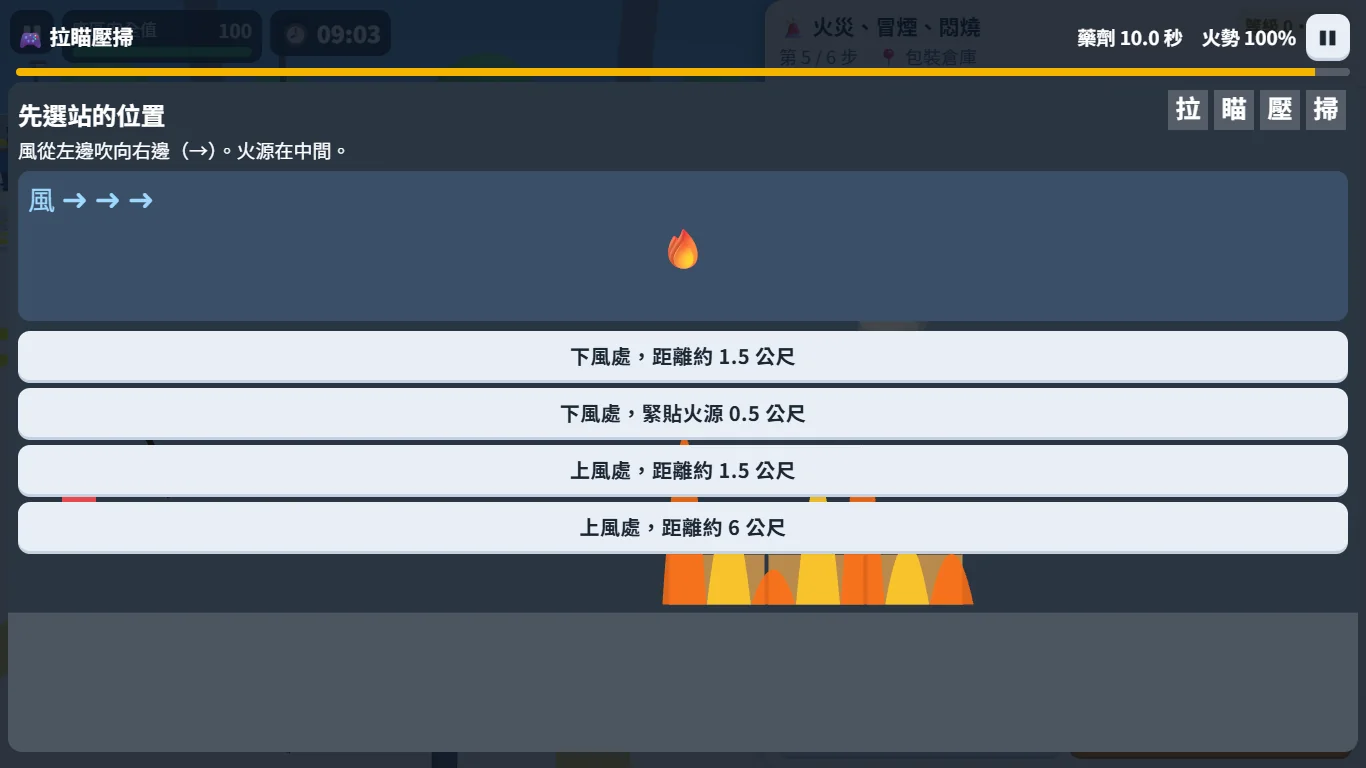 拉瞄壓掃
藥劑 10.0 秒 火勢 100%
100
09:03
火災、冒煙、悶燒
第 5 / 6 步 包裝倉庫
先選站的位置
拉 瞄 壓 掃
風從左邊吹向右邊（→）。火源在中間。
風 → → →
下風處，距離約 1.5 公尺
下風處，緊貼火源 0.5 公尺
上風處，距離約 1.5 公尺
上風處，距離約 6 公尺